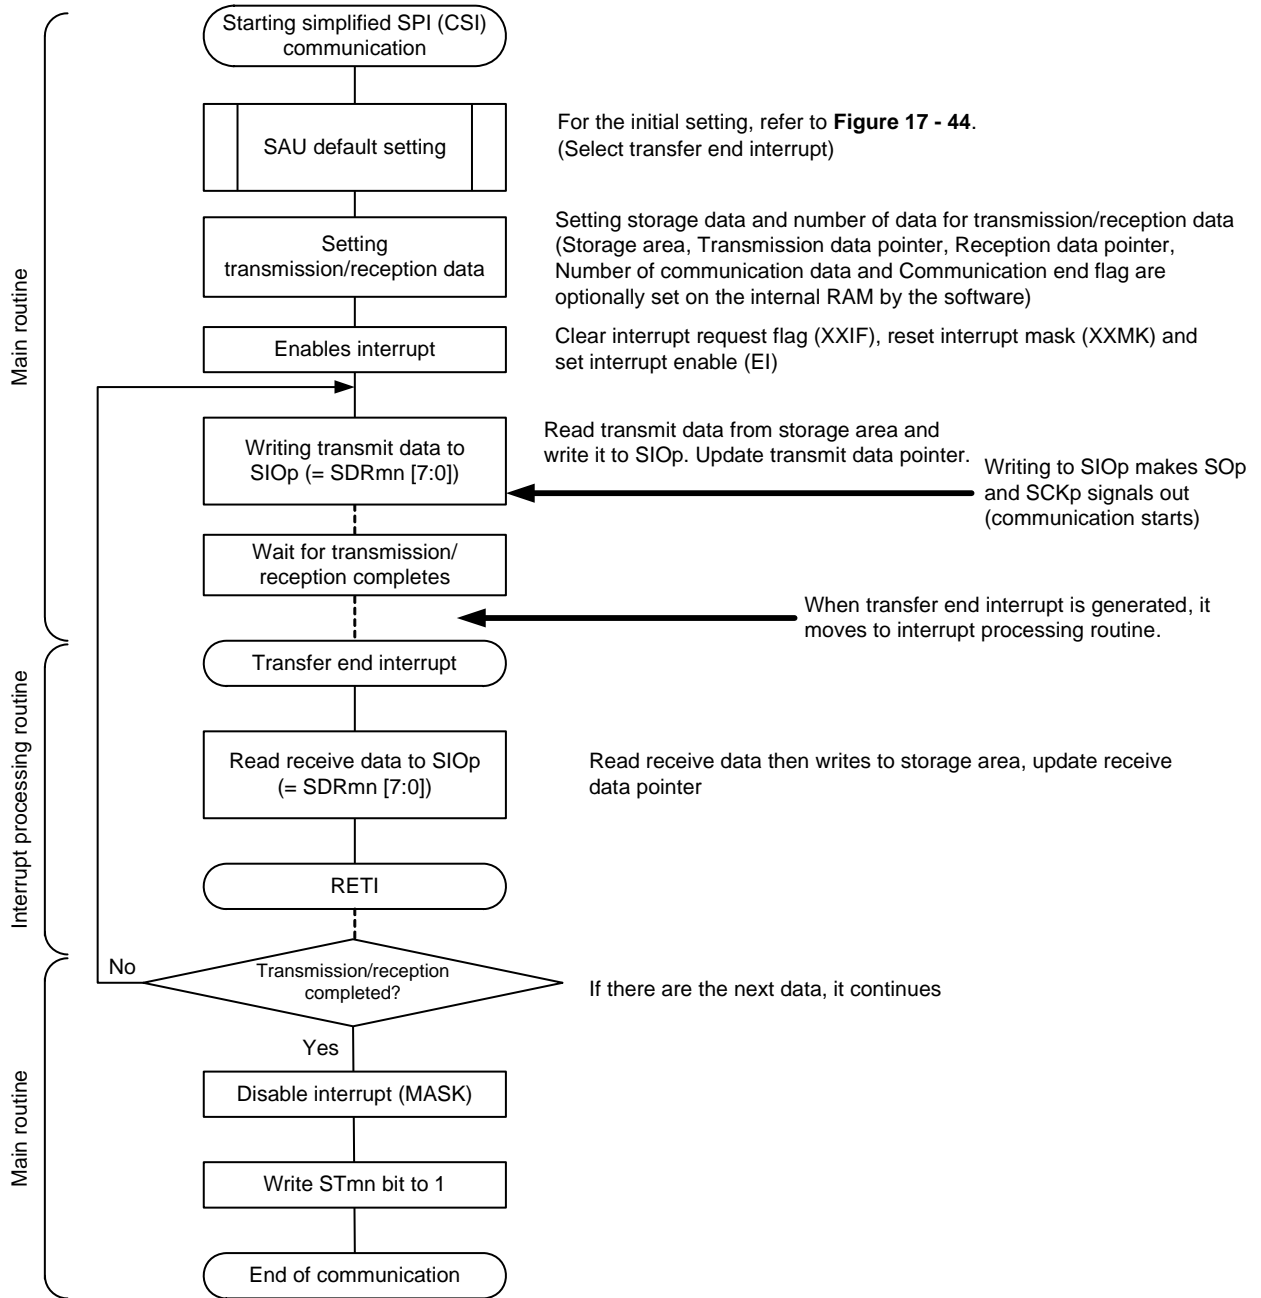 Starting simplified SPI (CSI)
communication
SAU default setting
For the initial setting, refer to Figure 17 - 44.
(Select transfer end interrupt)
Setting
transmission/reception data
Setting storage data and number of data for transmission/reception data
(Storage area, Transmission data pointer, Reception data pointer,
Number of communication data and Communication end flag are
optionally set on the internal RAM by the software)
Main routine
Enables interrupt
Clear interrupt request flag (XXIF), reset interrupt mask (XXMK) and
set interrupt enable (EI)
Writing transmit data to
SIOp (= SDRmn [7:0])
Read transmit data from storage area and
write it to SIOp. Update transmit data pointer.
Writing to SIOp makes SOp
and SCKp signals out
(communication starts)
Wait for transmission/
reception completes
When transfer end interrupt is generated, it
moves to interrupt processing routine.
Transfer end interrupt
Interrupt processing routine
Read receive data to SIOp
(= SDRmn [7:0])
Read receive data then writes to storage area, update receive
data pointer
RETI
No
Transmission/reception
completed?
If there are the next data, it continues
Yes
Main routine
Disable interrupt (MASK)
Write STmn bit to 1
End of communication